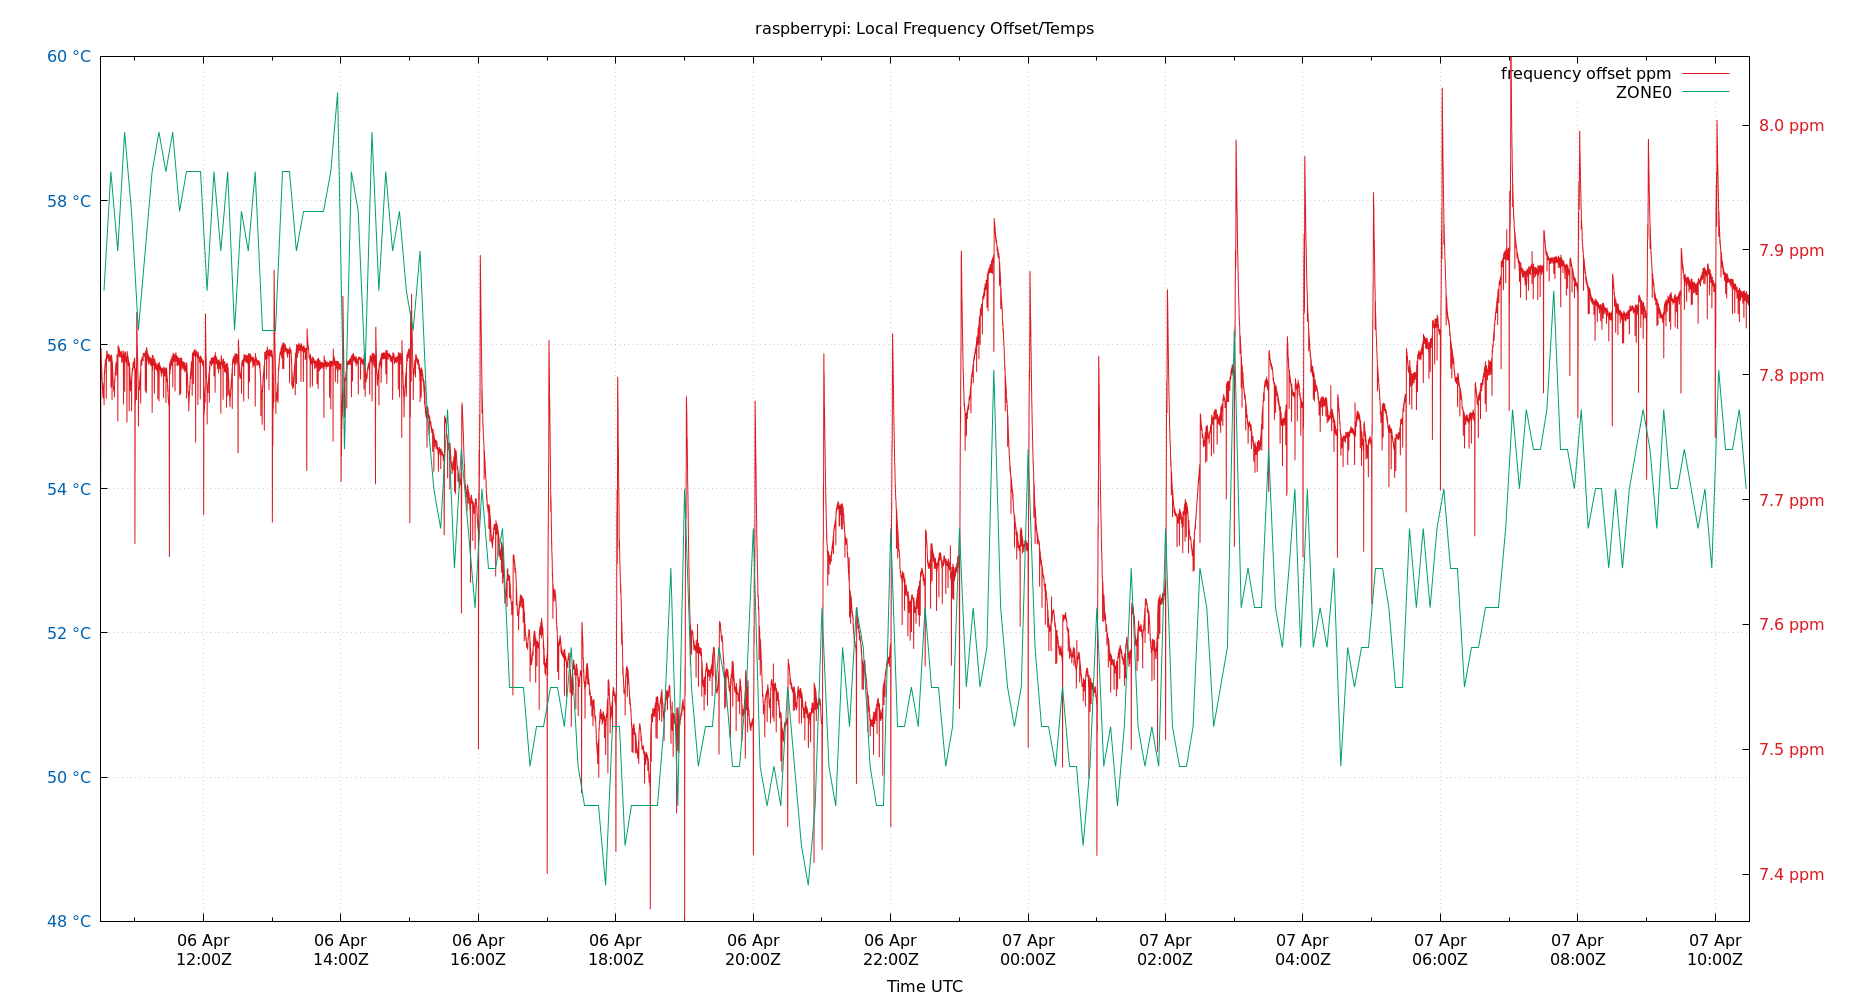 raspberrypi: Local Frequency Offset/Temps
frequency offset ppm
ZONE0
60 °C
58 °C
56 °C
54 °C
52 °C
50 °C
48 °C
8.0 ppm
7.9 ppm
7.8 ppm
7.7 ppm
7.6 ppm
7.5 ppm
7.4 ppm
06 Apr
12:00Z
06 Apr
14:00Z
06 Apr
16:00Z
06 Apr
18:00Z
06 Apr
20:00Z
06 Apr
22:00Z
07 Apr
00:00Z
07 Apr
02:00Z
07 Apr
04:00Z
07 Apr
06:00Z
07 Apr
08:00Z
07 Apr
10:00Z
Time UTC